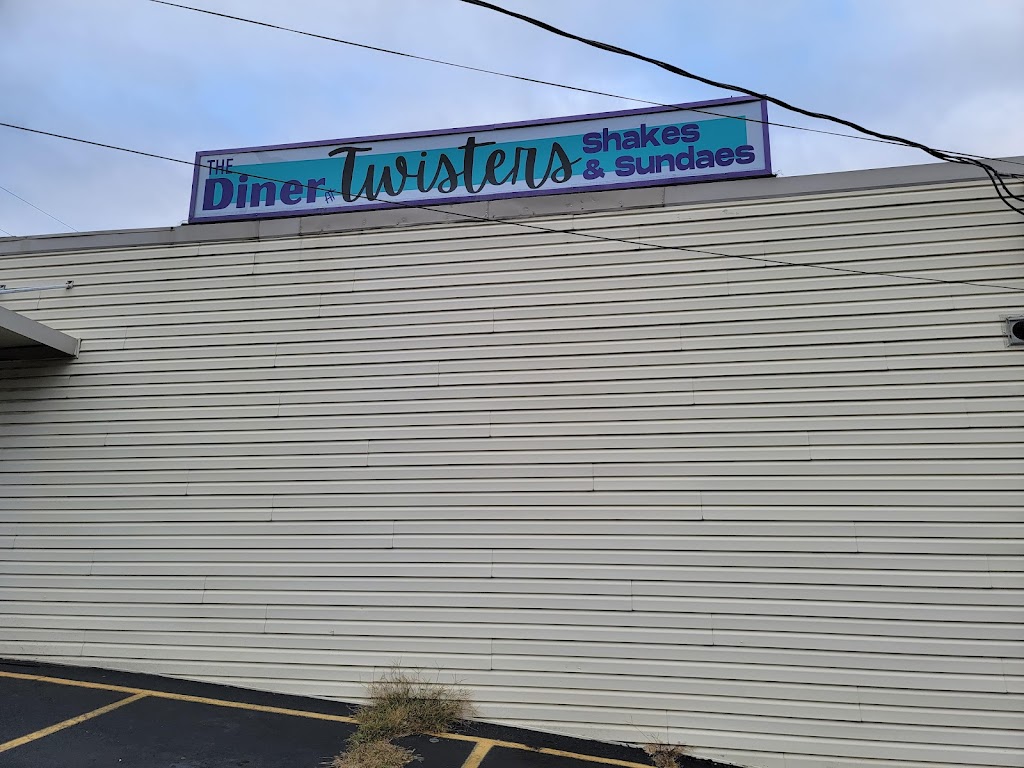 THE
Diner AT Twisters
Shakes
& Sundaes